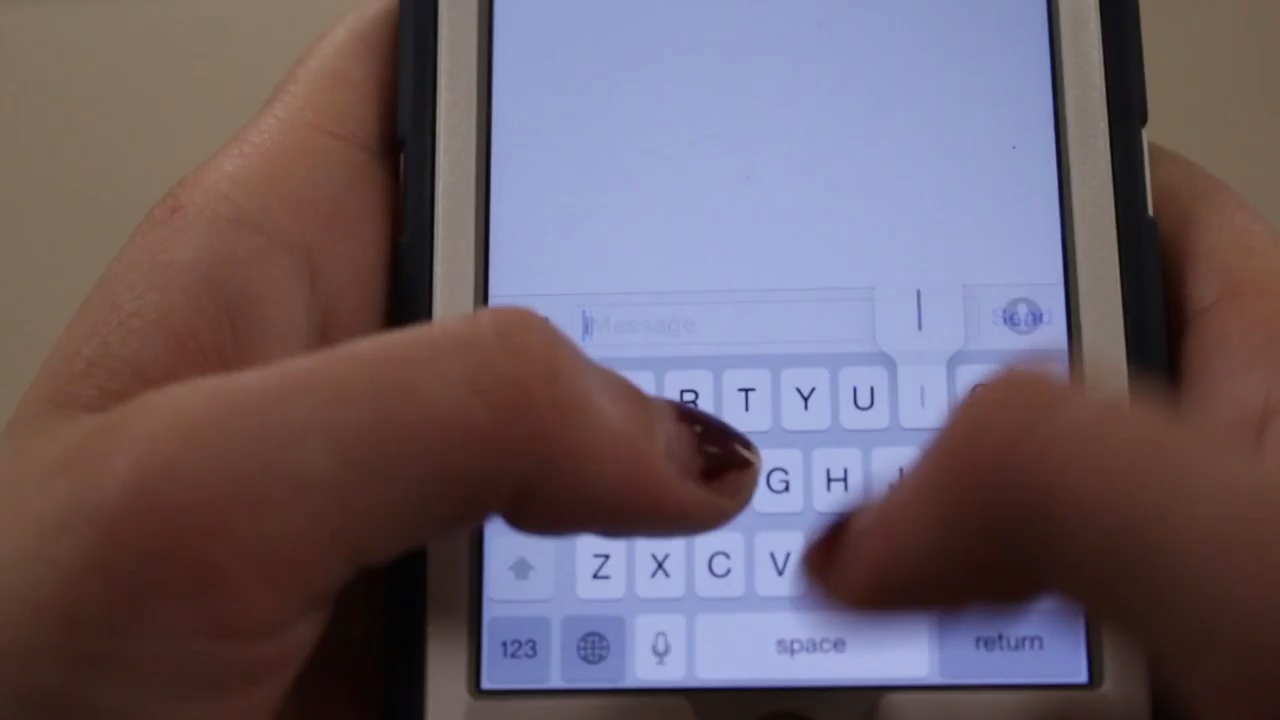 Message Send
I
R T Y U I
G H J
Z X C V
123 space return